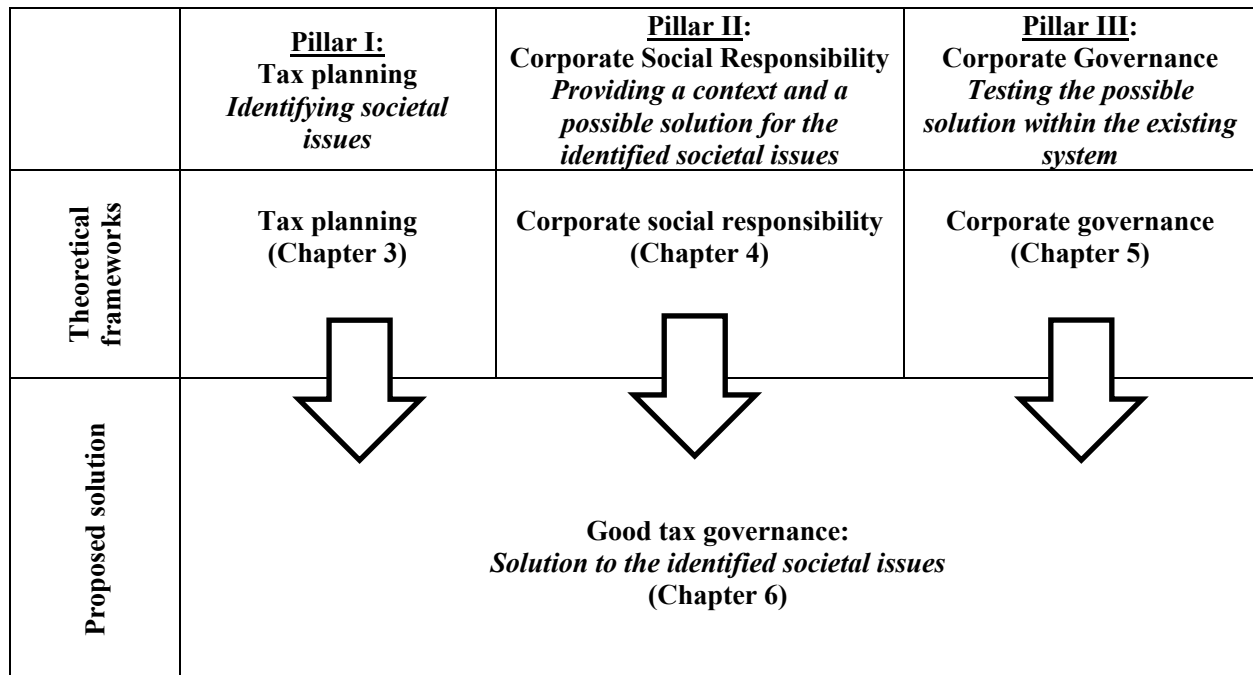 Pillar I:
Tax planning
Identifying societal
issues
Pillar II:
Corporate Social Responsibility
Providing a context and a
possible solution for the
identified societal issues
Pillar III:
Corporate Governance
Testing the possible
solution within the existing
system
Theoretical
frameworks
Tax planning
(Chapter 3)
Corporate social responsibility
(Chapter 4)
Corporate governance
(Chapter 5)
Proposed solution
Good tax governance:
Solution to the identified societal issues
(Chapter 6)